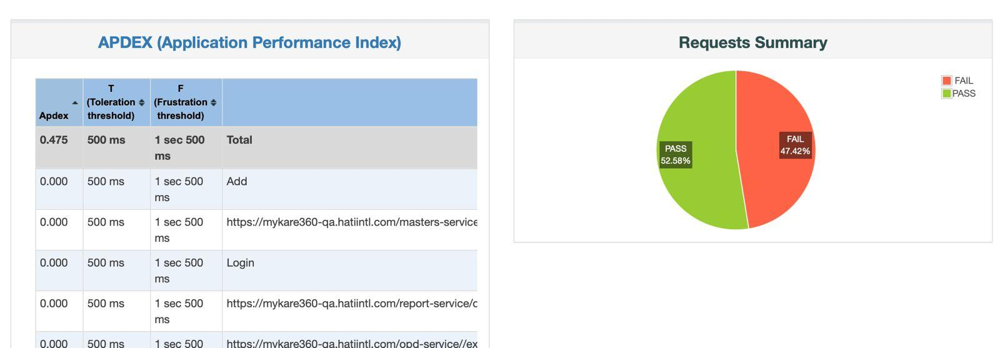 APDEX (Application Performance Index)
Apdex
T
(Toleration
threshold)
F
(Frustration
threshold)
0.475 500 ms 1 sec 500 Total
ms
0.000 500 ms 1 sec 500 Add
ms
0.000 500 ms 1 sec 500 https://mykare360-qa.hatiintl.com/masters-service
ms
0.000 500 ms 1 sec 500 Login
ms
0.000 500 ms 1 sec 500 https://mykare360-qa.hatiintl.com/report-service/
ms
0.000 500 ms 1 sec 500 https://mykare360-qa.hatiintl.com/opd-service//ex
Requests Summary
FAIL
PASS
FAIL
47.42%
PASS
52.58%